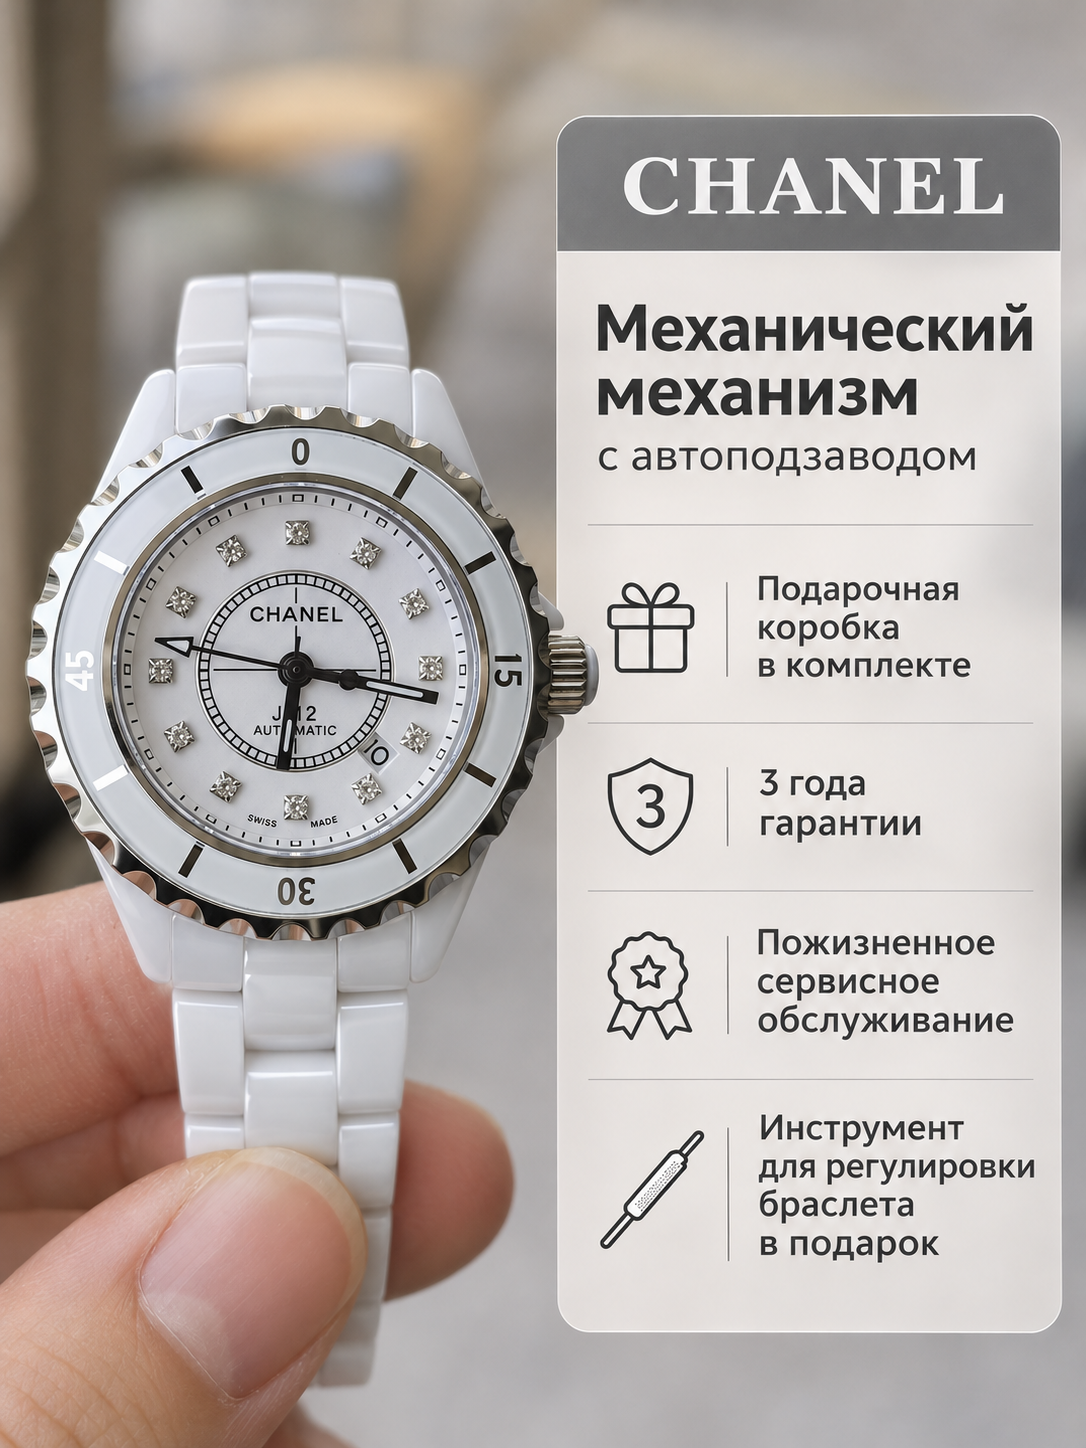 CHANEL
Механический
механизм
с автоподзаводом
Подарочная
коробка
в комплекте
3
3 года
гарантии
Пожизненное
сервисное
обслуживание
Инструмент
для регулировки
браслета
в подарок
0
15
30
45
CHANEL
AUTOMATIC
10
SWISS MADE